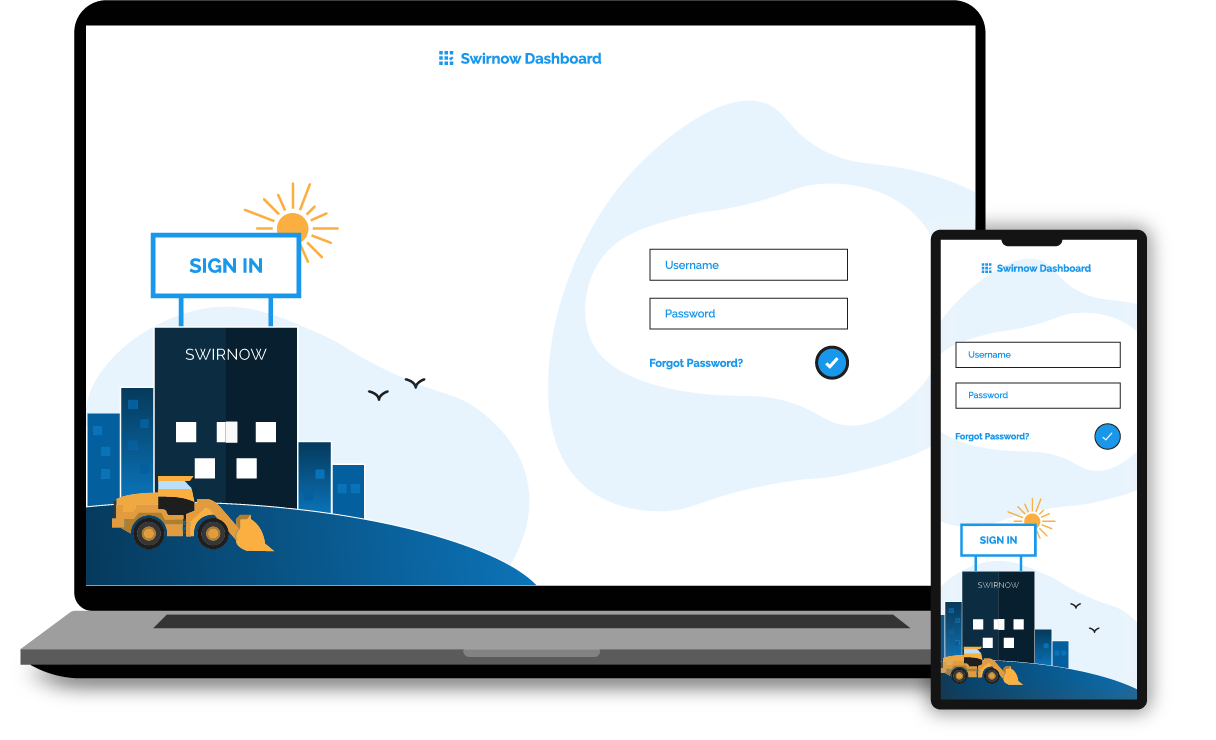 Swirnow Dashboard
SIGN IN
SWIRNOW
Username
Password
Forgot Password?
Swirnow Dashboard
Username
Password
Forgot Password?
SIGN IN
SWIRNOW